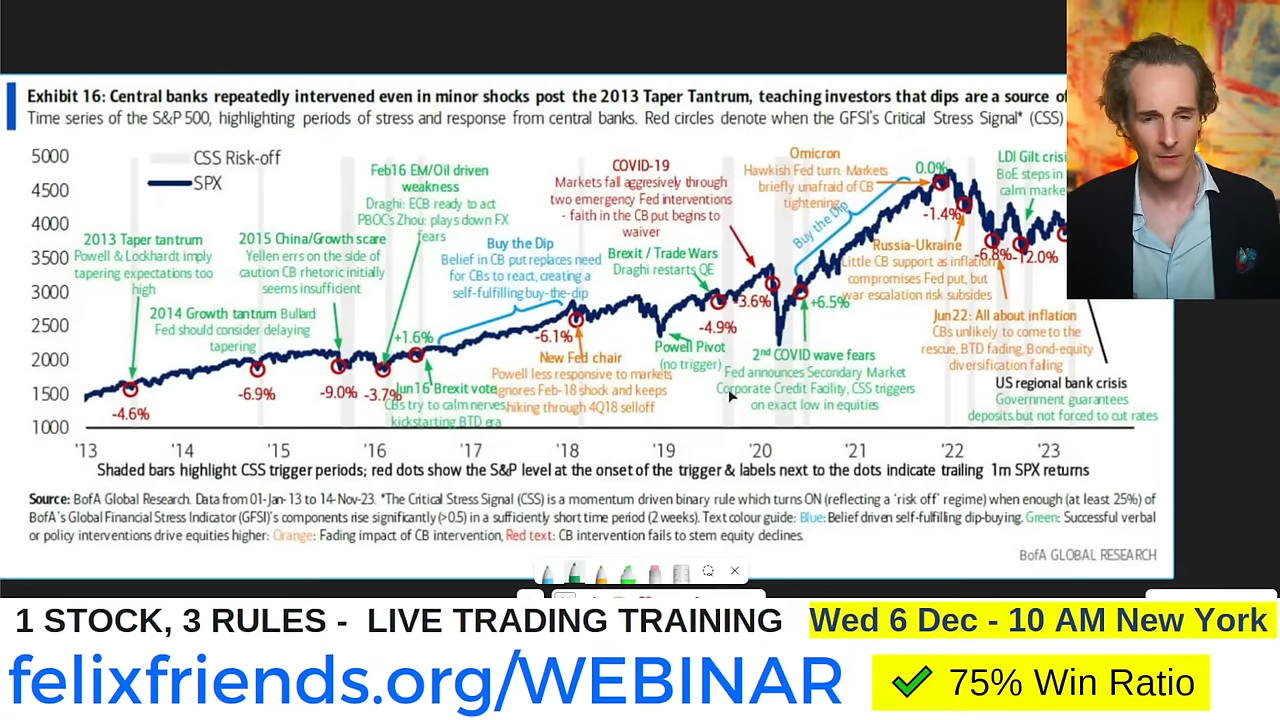 Exhibit 16: Central banks repeatedly intervened even in minor shocks post the 2013 Taper Tantrum, teaching investors that dips are a source of
Time series of the S&P 500, highlighting periods of stress and response from central banks. Red circles denote when the GFSI's Critical Stress Signal* (CSS)
5000
4500
4000
3500
3000
2500
2000
1500
1000
CSS Risk-off
SPX
2013 Taper tantrum
Powell & Lockhardt imply
tapering expectations too
high
-4.6%
2014 Growth tantrum Bullard
Fed should consider delaying
tapering
-6.9%
2015 China/Growth scare
Yellen errs on the side of
caution CB rhetoric initially
seems insufficient
-9.0%
Feb16 EM/Oil driven
weakness
Draghi: ECB ready to act
PBOC's Zhou: plays down FX
fears
-3.7%
+1.6%
Jun16 Brexit vote
CBs try to calm nerves,
kickstarting BTD era
Buy the Dip
Belief in CB put replaces need
for CBs to react, creating a
self-fulfilling buy-the-dip
-6.1%
New Fed chair
Powell less responsive to markets
ignores Feb-18 shock and keeps
hiking through 4Q18 selloff
Powell Pivot
(no trigger)
Brexit / Trade Wars
Draghi restarts QE
-4.9%
COVID-19
Markets fall aggresively through
two emergency Fed interventions
- faith in the CB put begins to
waiver
-3.6%
2nd COVID wave fears
Fed announces Secondary Market
Corporate Credit Facility, CSS triggers
on exact low in equities
+6.5%
Buy the Dip
Omicron
Hawkish Fed turn. Markets
briefly unafraid of CB
tightening
0.0%
-1.4%
Russia-Ukraine
Little CB support as inflation
compromises Fed put, but
war escalation risk subsides
-6.8%
-12.0%
Jun22: All about inflation
CBs unlikely to come to the
rescue, BTD fading, Bond-equity
diversification failing
LDI Gilt crisi
BoE steps in
calm marke
US regional bank crisis
Government guarantees
deposits.but not forced to cut rates
'13 '14 '15 '16 '17 '18 '19 '20 '21 '22 '23
Shaded bars highlight CSS trigger periods; red dots show the S&P level at the onset of the trigger & labels next to the dots indicate trailing 1m SPX returns
Source: BofA Global Research. Data from 01-Jan-13 to 14-Nov-23. *The Critical Stress Signal (CSS) is a momentum driven binary rule which turns ON (reflecting a 'risk off' regime) when enough (at least 25%) of
BofA's Global Financial Stress Indicator (GFSI)'s components rise significantly (>0.5) in a sufficiently short time period (2 weeks). Text colour guide: Blue: Belief driven self-fulfilling dip-buying. Green: Successful verbal
or policy interventions drive equities higher: Orange: Fading impact of CB intervention, Red text: CB intervention fails to stem equity declines.
BofA GLOBAL RESEARCH
1 STOCK, 3 RULES - LIVE TRADING TRAINING
Wed 6 Dec - 10 AM New York
felixfriends.org/WEBINAR
75% Win Ratio